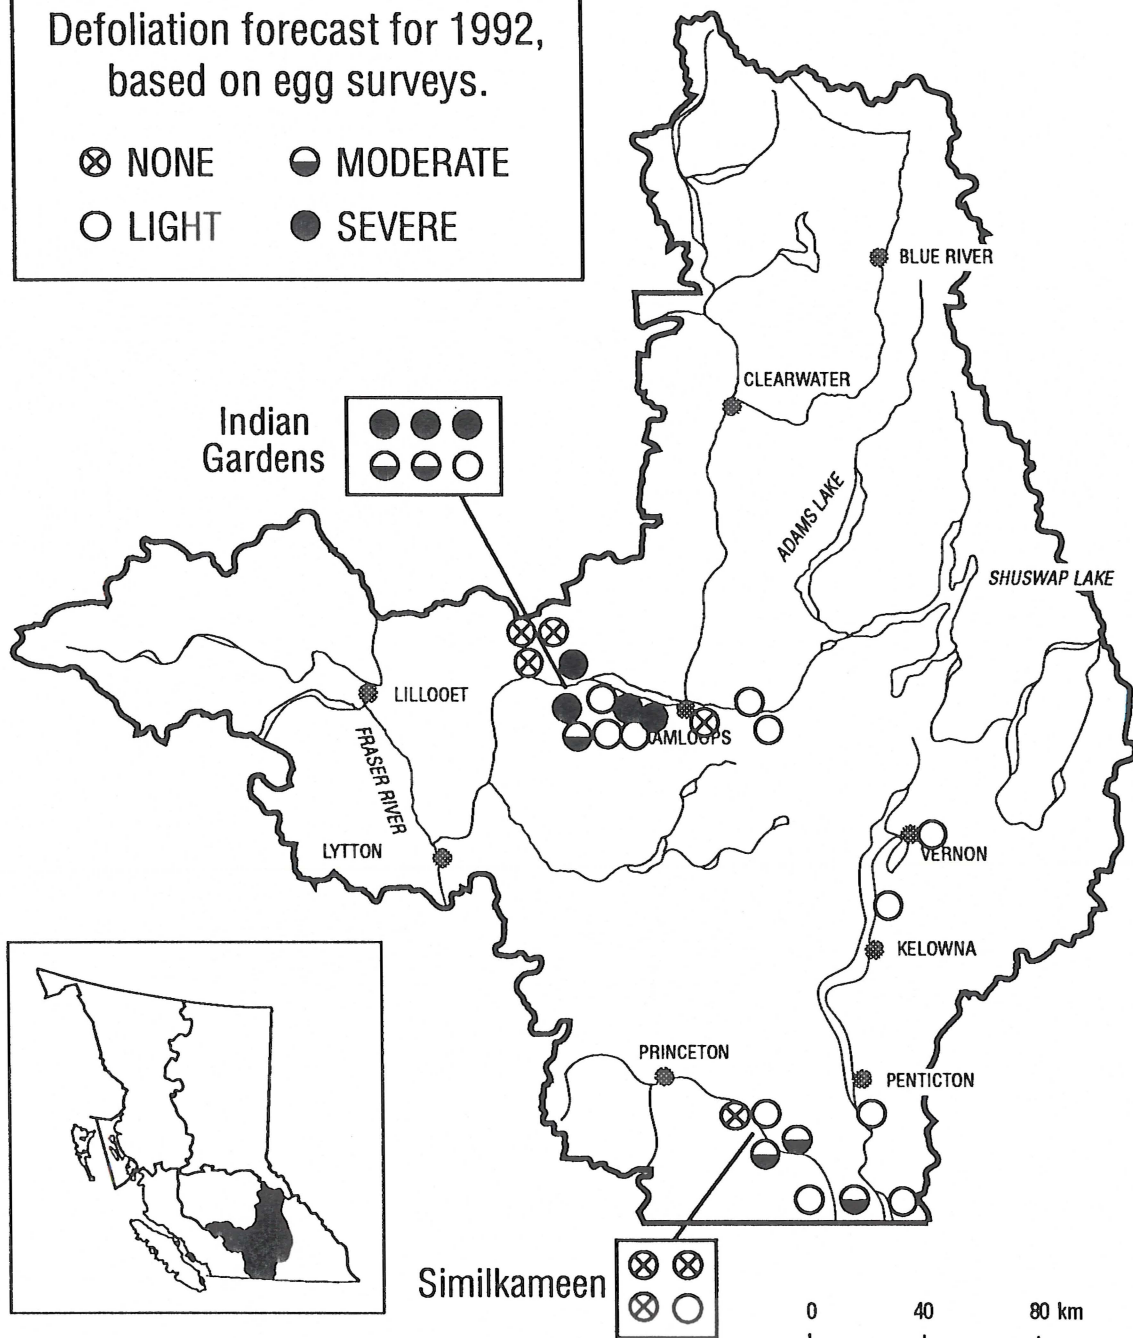 Defoliation forecast for 1992,
based on egg surveys.
NONE
MODERATE
LIGHT
SEVERE
BLUE RIVER
CLEARWATER
Indian
Gardens
ADAMS LAKE
SHUSWAP LAKE
LILLOOET
AMLOOPS
FRASER RIVER
LYTTON
VERNON
KELOWNA
PRINCETON
PENTICTON
Similkameen
0 40 80 km